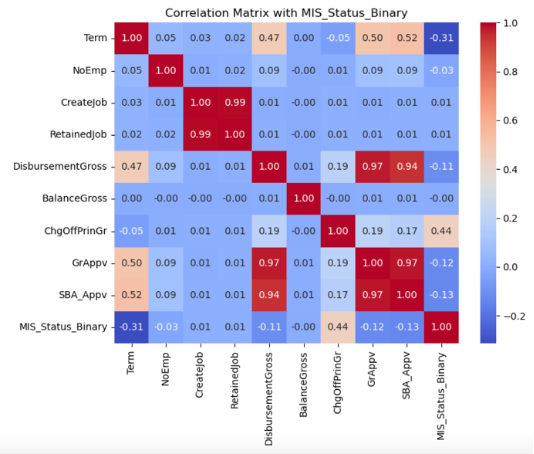 Correlation Matrix with MIS_Status_Binary
Term 1.00 0.05 0.03 0.02 0.47 0.00 -0.05 0.50 0.52 -0.31
NoEmp 0.05 1.00 0.01 0.02 0.09 -0.00 0.01 0.09 0.09 -0.03
CreateJob 0.03 0.01 1.00 0.99 0.01 -0.00 0.01 0.01 0.01 0.01
RetainedJob 0.02 0.02 0.99 1.00 0.01 -0.00 0.01 0.01 0.01 0.01
DisbursementGross 0.47 0.09 0.01 0.01 1.00 0.01 0.19 0.97 0.94 -0.11
BalanceGross 0.00 -0.00 -0.00 -0.00 0.01 1.00 -0.00 0.01 0.01 -0.00
ChgOffPrinGr -0.05 0.01 0.01 0.01 0.19 -0.00 1.00 0.19 0.17 0.44
GrAppv 0.50 0.09 0.01 0.01 0.97 0.01 0.19 1.00 0.97 -0.12
SBA_Appv 0.52 0.09 0.01 0.01 0.94 0.01 0.17 0.97 1.00 -0.13
MIS_Status_Binary -0.31 -0.03 0.01 0.01 -0.11 -0.00 0.44 -0.12 -0.13 1.00
Term
NoEmp
CreateJob
RetainedJob
DisbursementGross
BalanceGross
ChgOffPrinGr
GrAppv
SBA_Appv
MIS_Status_Binary
1.0
0.8
0.6
0.4
0.2
0.0
−0.2